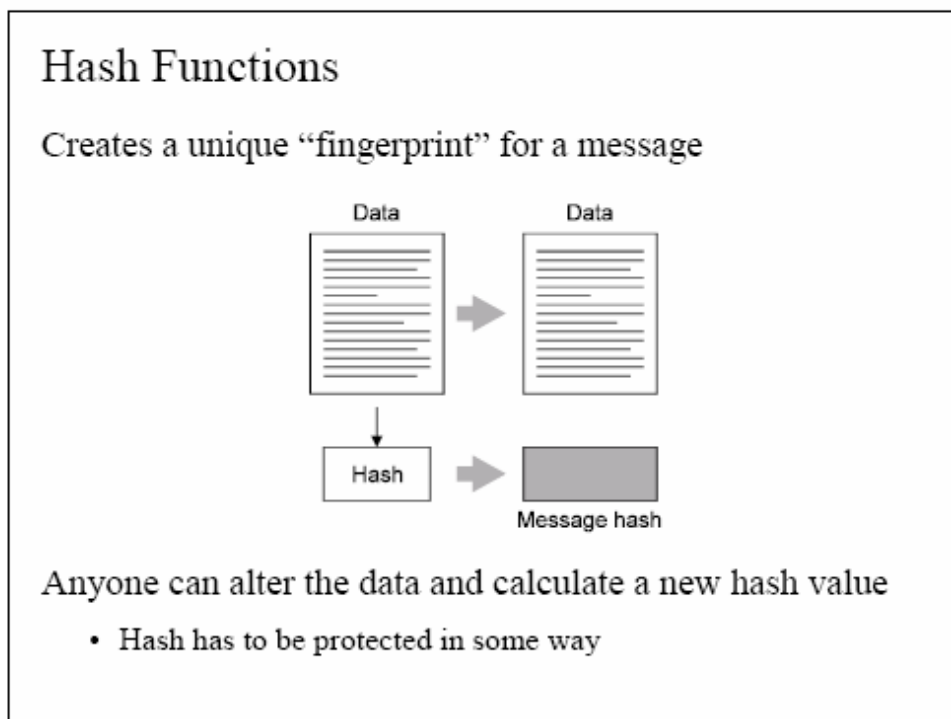 Hash Functions
Creates a unique “fingerprint” for a message
Data Data
Hash
Message hash
Anyone can alter the data and calculate a new hash value
• Hash has to be protected in some way